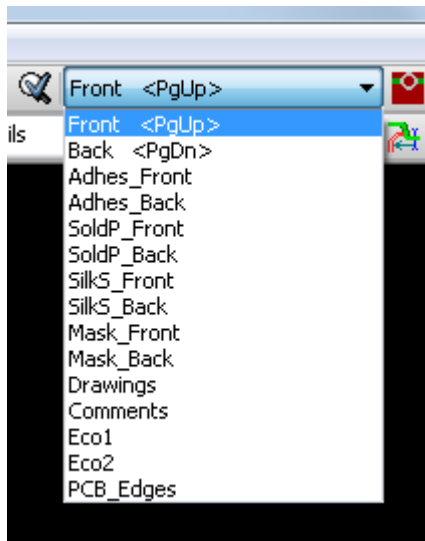 Front <PgUp>
ils
Front <PgUp>
Back <PgDn>
Adhes_Front
Adhes_Back
SoldP_Front
SoldP_Back
SilkS_Front
SilkS_Back
Mask_Front
Mask_Back
Drawings
Comments
Eco1
Eco2
PCB_Edges